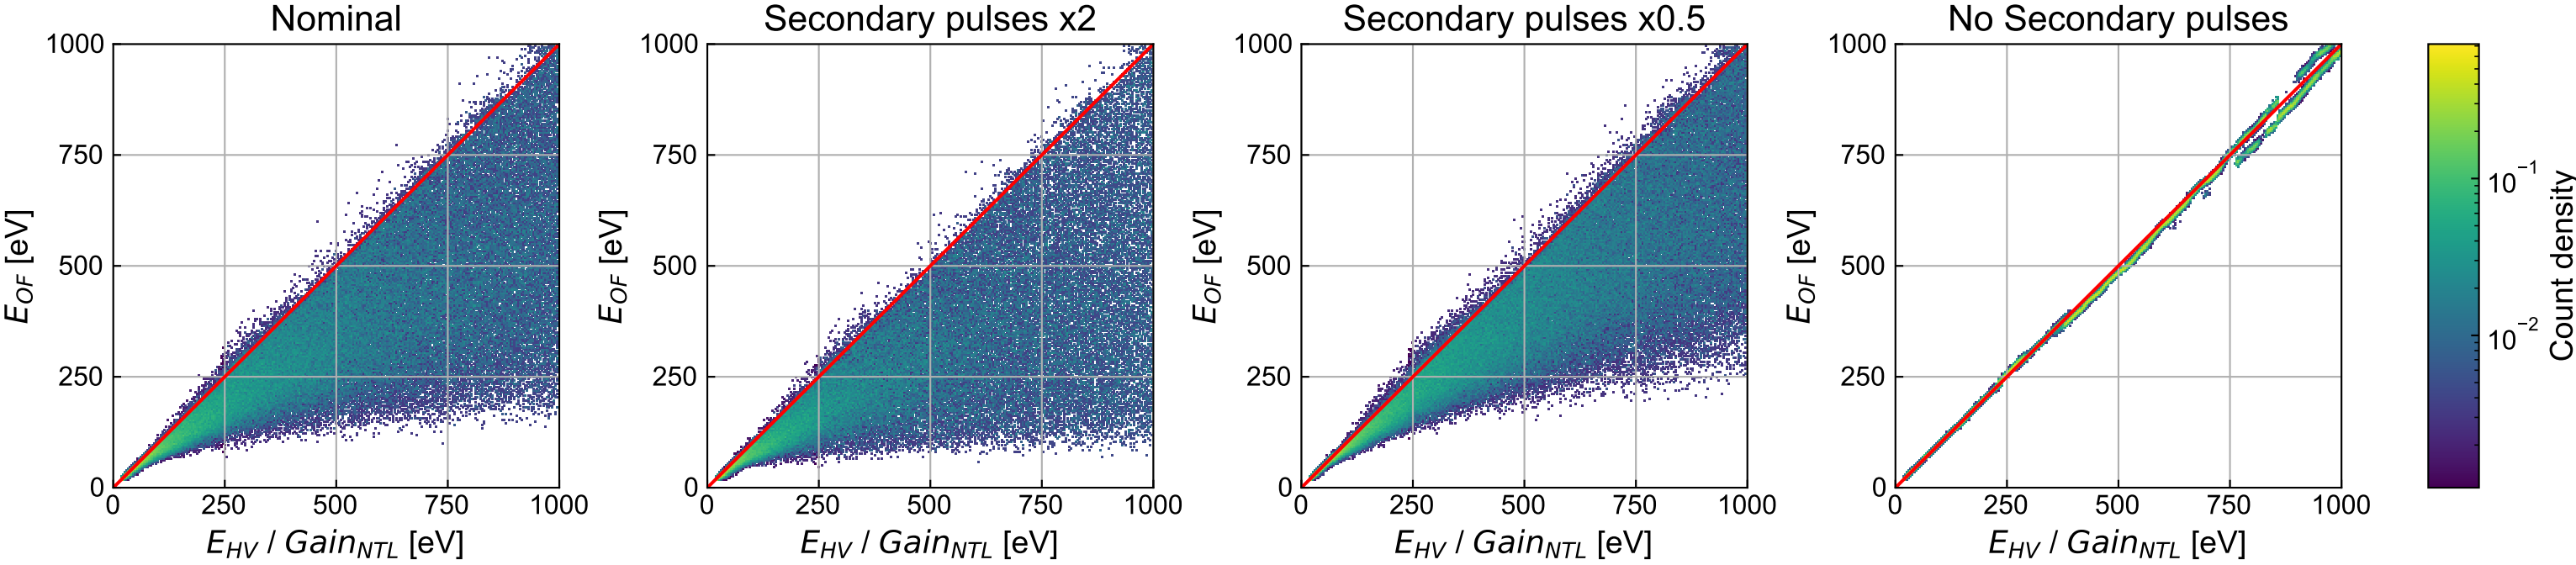 Nominal
1000
750
500
250
0
0 250 500 750 1000
E_OF [eV]
E_HV / Gain_NTL [eV]
Secondary pulses x2
1000
750
500
250
0
0 250 500 750 1000
E_OF [eV]
E_HV / Gain_NTL [eV]
Secondary pulses x0.5
1000
750
500
250
0
0 250 500 750 1000
E_OF [eV]
E_HV / Gain_NTL [eV]
No Secondary pulses
1000
750
500
250
0
0 250 500 750 1000
E_OF [eV]
E_HV / Gain_NTL [eV]
10⁻¹
10⁻²
Count density